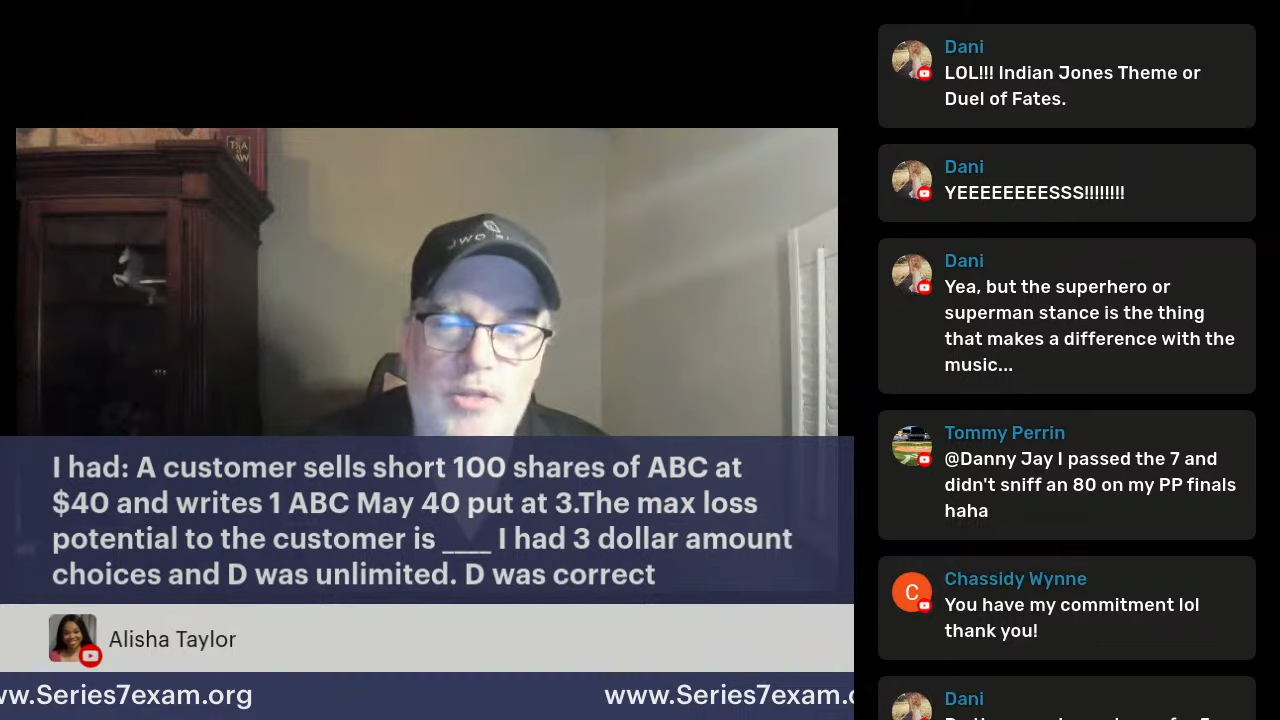 Dani
LOL!!! Indian Jones Theme or
Duel of Fates.
Dani
YEEEEEEEESSS!!!!!!!!
Dani
Yea, but the superhero or
superman stance is the thing
that makes a difference with the
music...
Tommy Perrin
@Danny Jay I passed the 7 and
didn't sniff an 80 on my PP finals
haha
Chassidy Wynne
You have my commitment lol
thank you!
Dani
I had: A customer sells short 100 shares of ABC at
$40 and writes 1 ABC May 40 put at 3.The max loss
potential to the customer is ____ I had 3 dollar amount
choices and D was unlimited. D was correct
Alisha Taylor
ww.Series7exam.org
www.Series7exam.o